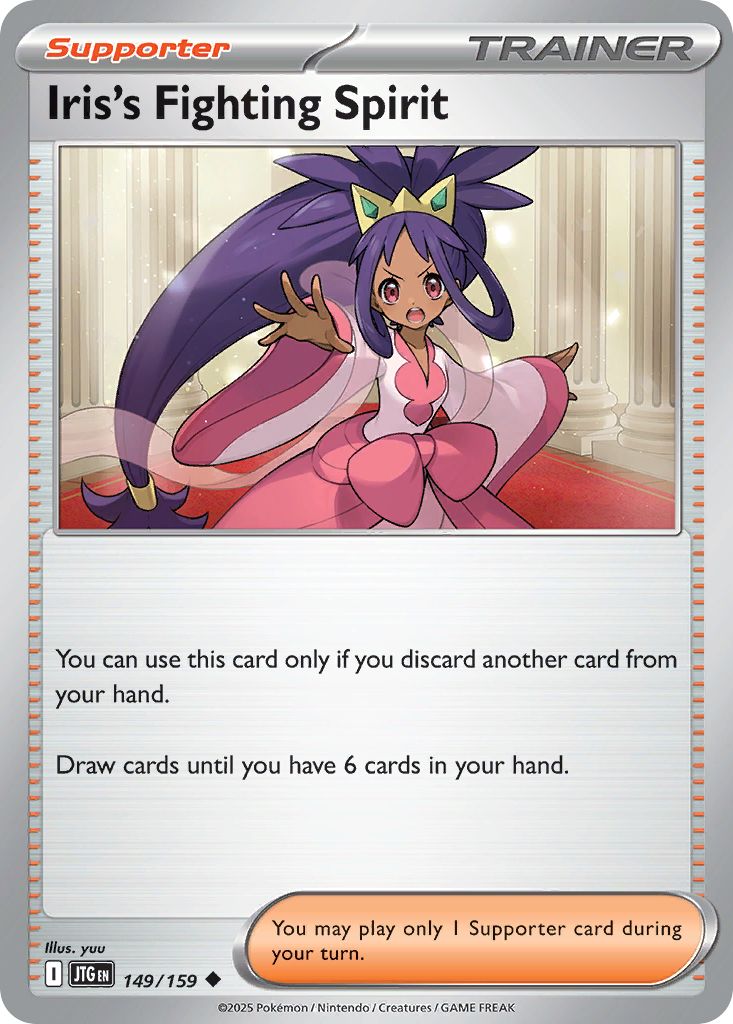 Supporter
TRAINER
Iris's Fighting Spirit
You can use this card only if you discard another card from
your hand.
Draw cards until you have 6 cards in your hand.
You may play only 1 Supporter card during
your turn.
Illus. yuu
I JTG EN 149/159
©2025 Pokémon / Nintendo / Creatures / GAME FREAK